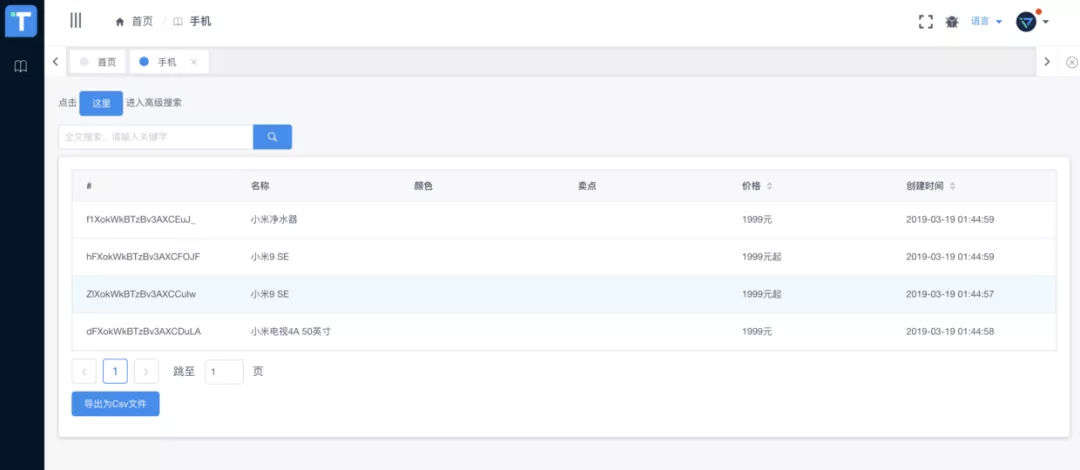 T
首页 / 手机
语言
首页 手机 ×
点击 这里 进入高级搜索
全文搜索，请输入关键字
# 名称 颜色 卖点 价格 创建时间
f1XokWkBTzBv3AXCEuJ_ 小米净水器 1999元 2019-03-19 01:44:59
hFXokWkBTzBv3AXCFOJF 小米9 SE 1999元起 2019-03-19 01:44:59
ZlXokWkBTzBv3AXCCuIw 小米9 SE 1999元起 2019-03-19 01:44:57
dFXokWkBTzBv3AXCDuLA 小米电视4A 50英寸 1999元 2019-03-19 01:44:58
< 1 > 跳至 1 页
导出为Csv文件